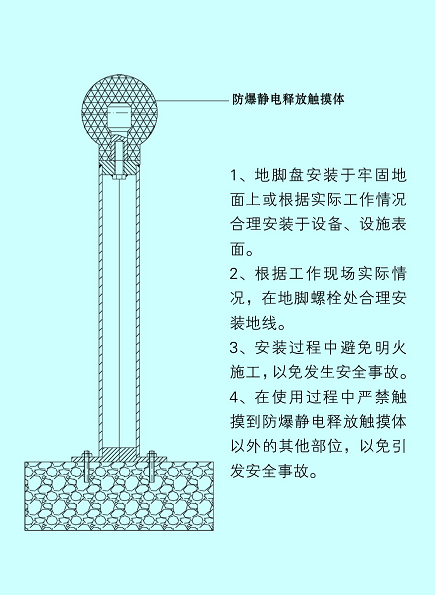 防爆静电释放触摸体
1、地脚盘安装于牢固地
面上或根据实际工作情况
合理安装于设备、设施表
面。
2、根据工作现场实际情
况，在地脚螺栓处合理安
装地线。
3、安装过程中避免明火
施工，以免发生安全事故。
4、在使用过程中严禁触
摸到防爆静电释放触摸体
以外的其他部位，以免引
发安全事故。